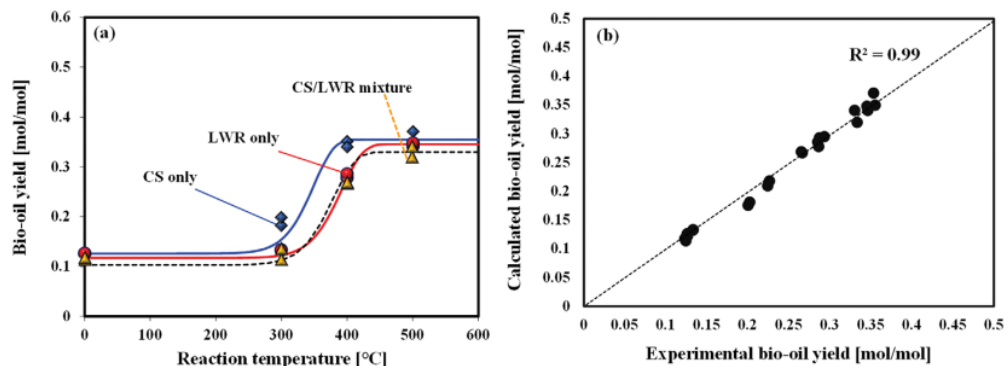 (a)
Bio-oil yield [mol/mol]
0.6
0.5
0.4
0.3
0.2
0.1
0
CS/LWR
mixture
LWR only
CS only
0 100 200 300 400 500 600
Reaction temperature [°C]
(b)
Calculated bio-oil yield [mol/mol]
0.5
0.45
0.4
0.35
0.3
0.25
0.2
0.15
0.1
0.05
0
R² = 0.99
0 0.05 0.1 0.15 0.2 0.25 0.3 0.35 0.4 0.45 0.5
Experimental bio-oil yield [mol/mol]